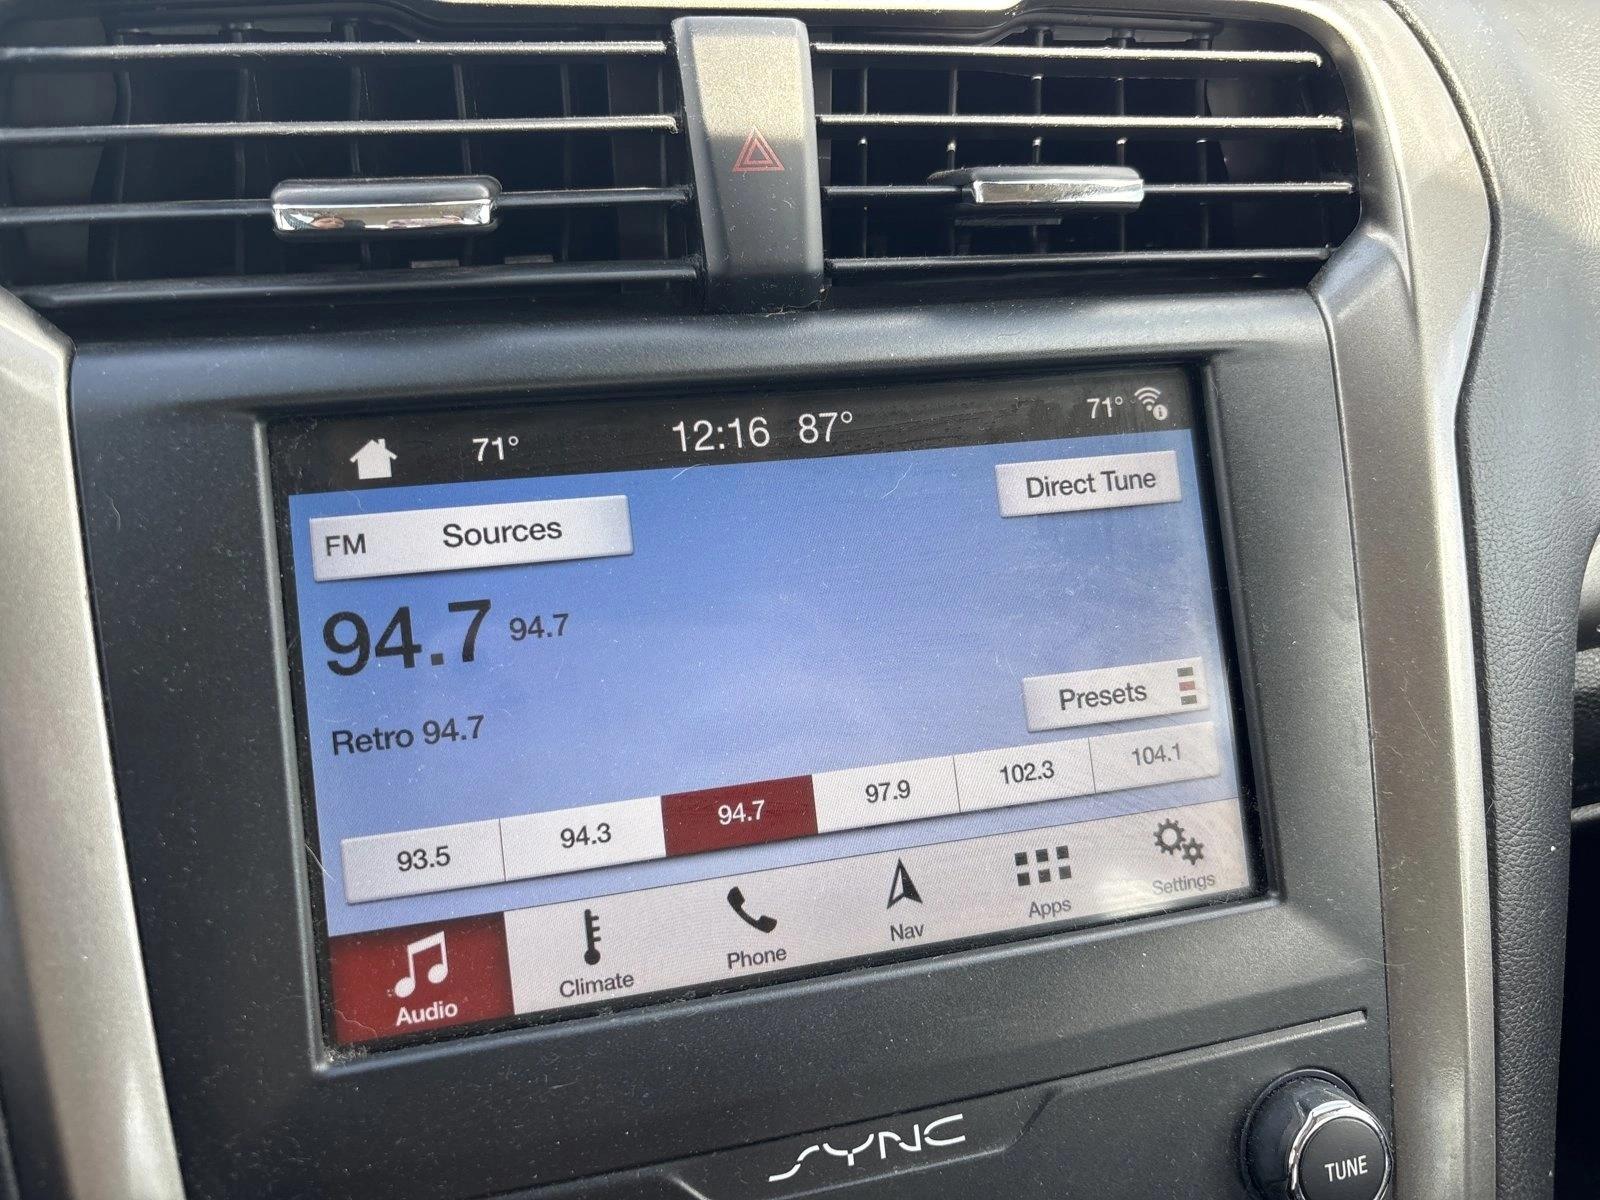 71° 12:16 87° 71°
FM Sources
Direct Tune
94.7 94.7
Retro 94.7
Presets
93.5 94.3 94.7 97.9 102.3 104.1
Audio Climate Phone Nav Apps Settings
SYNC
TUNE